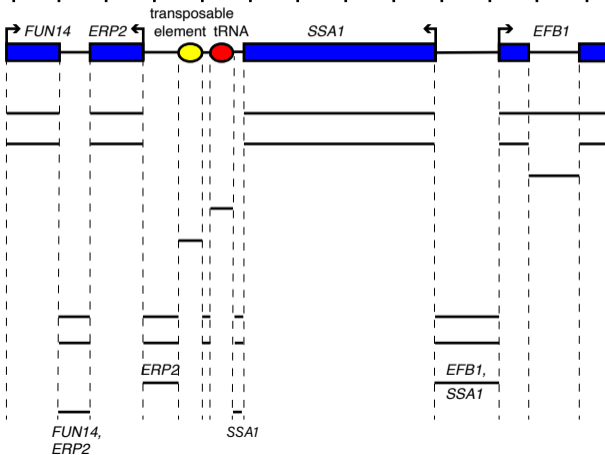 transposable
FUN14 ERP2 element tRNA SSA1 EFB1
ERP2 EFB1,
SSA1
FUN14, SSA1
ERP2